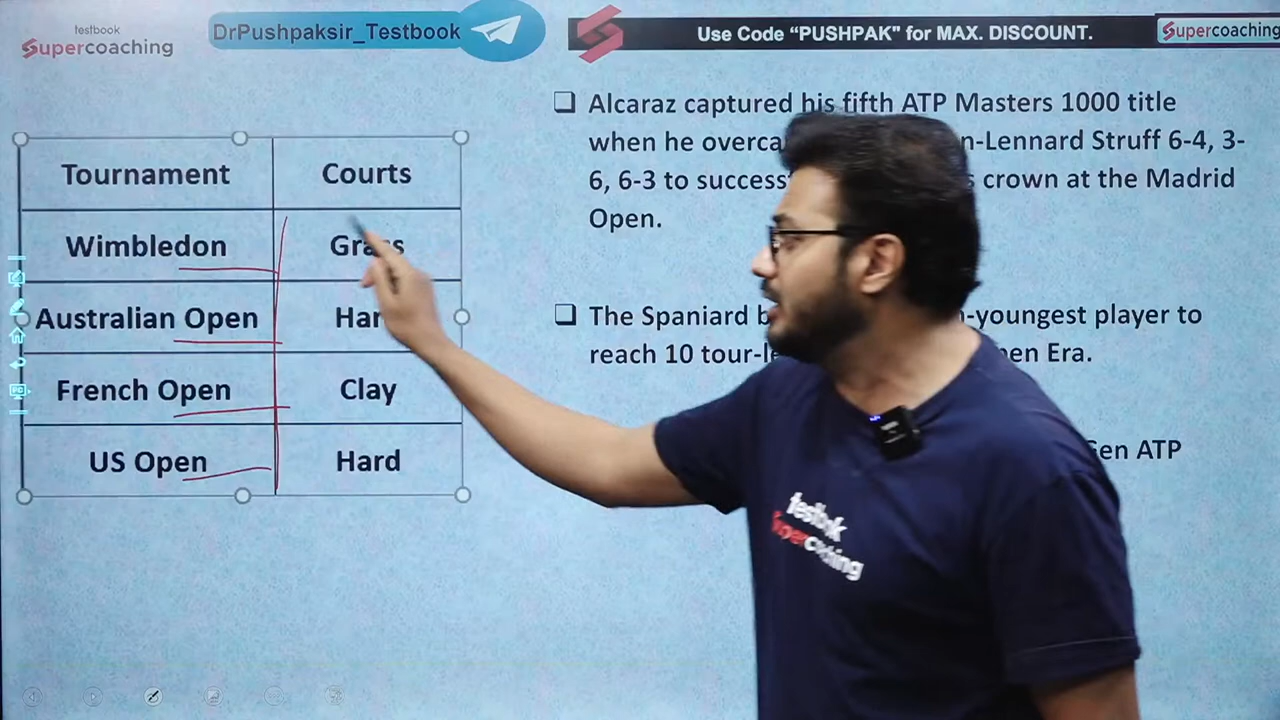 testbook
Supercoaching
DrPushpaksir_Testbook
Use Code “PUSHPAK” for MAX. DISCOUNT.
Supercoaching
Tournament Courts
Wimbledon Grass
Australian Open Har
French Open Clay
US Open Hard
Alcaraz captured his fifth ATP Masters 1000 title
when he overca n-Lennard Struff 6-4, 3-
6, 6-3 to success s crown at the Madrid
Open.
The Spaniard b -youngest player to
reach 10 tour-le en Era.
Gen ATP
testbook
Supercoaching